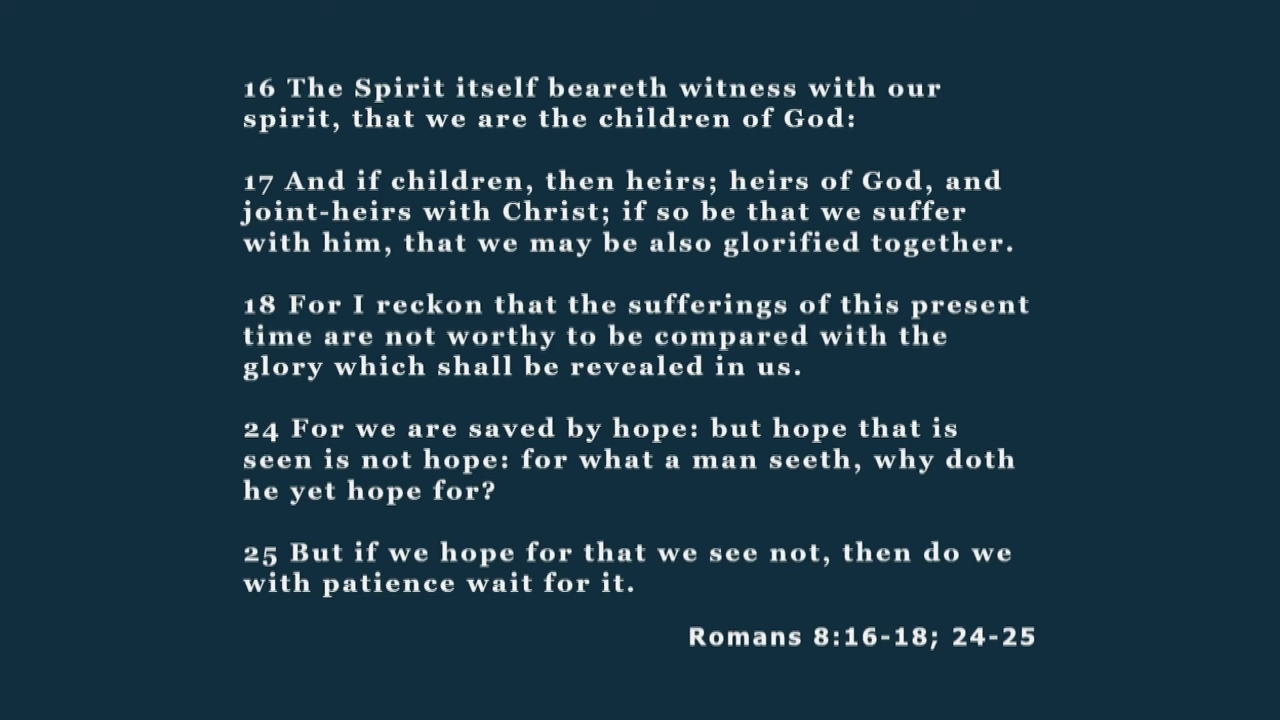 16 The Spirit itself beareth witness with our
spirit, that we are the children of God:
17 And if children, then heirs; heirs of God, and
joint-heirs with Christ; if so be that we suffer
with him, that we may be also glorified together.
18 For I reckon that the sufferings of this present
time are not worthy to be compared with the
glory which shall be revealed in us.
24 For we are saved by hope: but hope that is
seen is not hope: for what a man seeth, why doth
he yet hope for?
25 But if we hope for that we see not, then do we
with patience wait for it.
Romans 8:16-18; 24-25